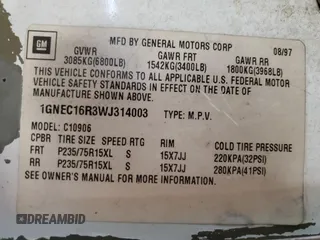 GM
MFD BY GENERAL MOTORS CORP 08/97
GVWR GAWR FRT GAWR RR
3085KG(6800LB) 1542KG(3400LB) 1800KG(3968LB)
THIS VEHICLE CONFORMS TO ALL APPLICABLE U.S. FEDERAL MOTOR
VEHICLE SAFETY STANDARDS IN EFFECT ON THE DATE OF
MANUFACTURE SHOWN ABOVE.
1GNEC16R3WJ314003 TYPE: M.P.V.
MODEL: C10906
CPBR TIRE SIZE SPEED RTG RIM COLD TIRE PRESSURE
FRT P235/75R15XL S 15X7JJ 220KPA(32PSI)
RR P235/75R15XL S 15X7JJ 280KPA(41PSI)
SEE OWNER'S MANUAL FOR MORE INFORMATION.
DREAMBID